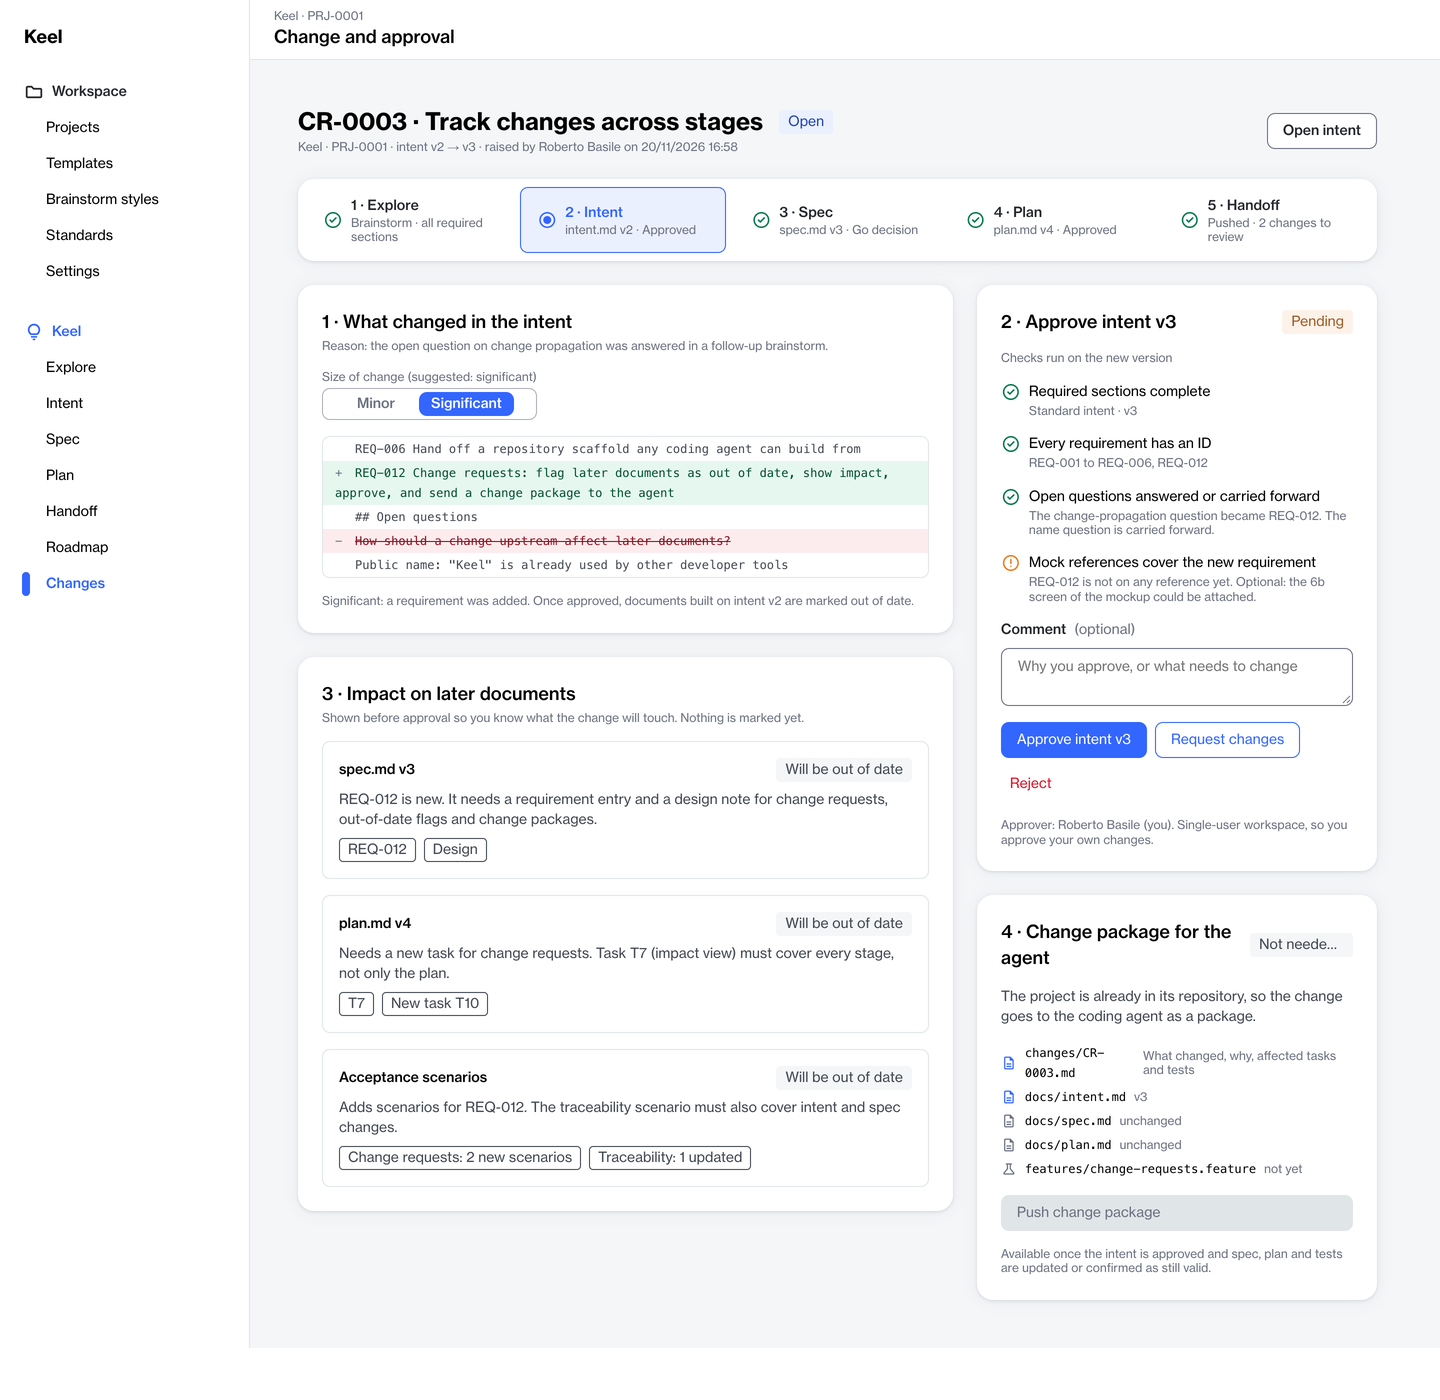 Keel
Workspace
Projects
Templates
Brainstorm styles
Standards
Settings
Keel
Explore
Intent
Spec
Plan
Handoff
Roadmap
Changes
Keel · PRJ-0001
Change and approval
CR-0003 · Track changes across stages
Open
Keel · PRJ-0001 · intent v2 → v3 · raised by Roberto Basile on 20/11/2026 16:58
Open intent
1 · Explore
Brainstorm · all required
sections
2 · Intent
intent.md v2 · Approved
3 · Spec
spec.md v3 · Go decision
4 · Plan
plan.md v4 · Approved
5 · Handoff
Pushed · 2 changes to
review
1 · What changed in the intent
Reason: the open question on change propagation was answered in a follow-up brainstorm.
Size of change (suggested: significant)
Minor
Significant
REQ-006 Hand off a repository scaffold any coding agent can build from
+ REQ-012 Change requests: flag later documents as out of date, show impact,
approve, and send a change package to the agent
## Open questions
− How should a change upstream affect later documents?
Public name: "Keel" is already used by other developer tools
Significant: a requirement was added. Once approved, documents built on intent v2 are marked out of date.
3 · Impact on later documents
Shown before approval so you know what the change will touch. Nothing is marked yet.
spec.md v3
Will be out of date
REQ-012 is new. It needs a requirement entry and a design note for change requests,
out-of-date flags and change packages.
REQ-012
Design
plan.md v4
Will be out of date
Needs a new task for change requests. Task T7 (impact view) must cover every stage,
not only the plan.
T7
New task T10
Acceptance scenarios
Will be out of date
Adds scenarios for REQ-012. The traceability scenario must also cover intent and spec
changes.
Change requests: 2 new scenarios
Traceability: 1 updated
2 · Approve intent v3
Pending
Checks run on the new version
Required sections complete
Standard intent · v3
Every requirement has an ID
REQ-001 to REQ-006, REQ-012
Open questions answered or carried forward
The change-propagation question became REQ-012. The
name question is carried forward.
Mock references cover the new requirement
REQ-012 is not on any reference yet. Optional: the 6b
screen of the mockup could be attached.
Comment (optional)
Why you approve, or what needs to change
Approve intent v3
Request changes
Reject
Approver: Roberto Basile (you). Single-user workspace, so you
approve your own changes.
4 · Change package for the
agent
Not neede...
The project is already in its repository, so the change
goes to the coding agent as a package.
changes/CR-
0003.md
What changed, why, affected tasks
and tests
docs/intent.md v3
docs/spec.md unchanged
docs/plan.md unchanged
features/change-requests.feature not yet
Push change package
Available once the intent is approved and spec, plan and tests
are updated or confirmed as still valid.